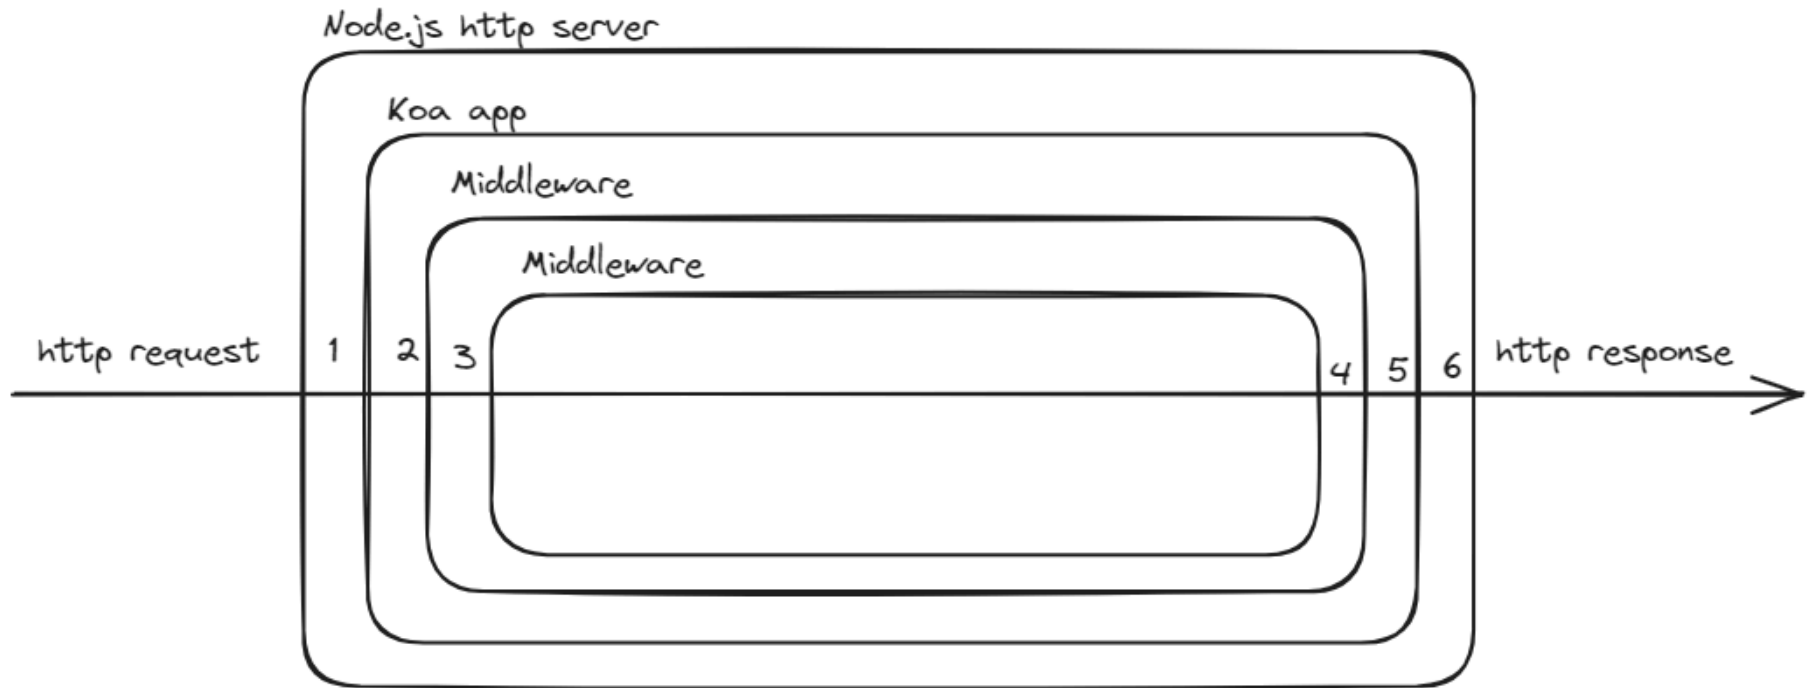 Node.js http server
Koa app
Middleware
Middleware
http request 1 2 3 4 5 6 http response